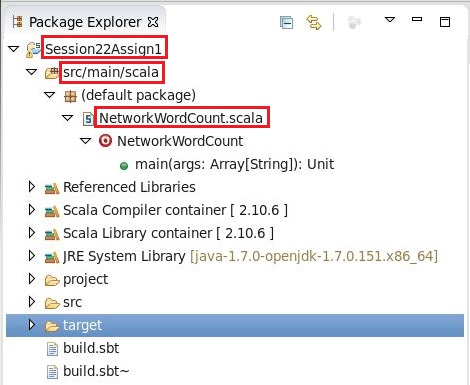 Package Explorer
Session22Assign1
src/main/scala
(default package)
NetworkWordCount.scala
NetworkWordCount
main(args: Array[String]): Unit
Referenced Libraries
Scala Compiler container [ 2.10.6 ]
Scala Library container [ 2.10.6 ]
JRE System Library [java-1.7.0-openjdk-1.7.0.151.x86_64]
project
src
target
build.sbt
build.sbt~